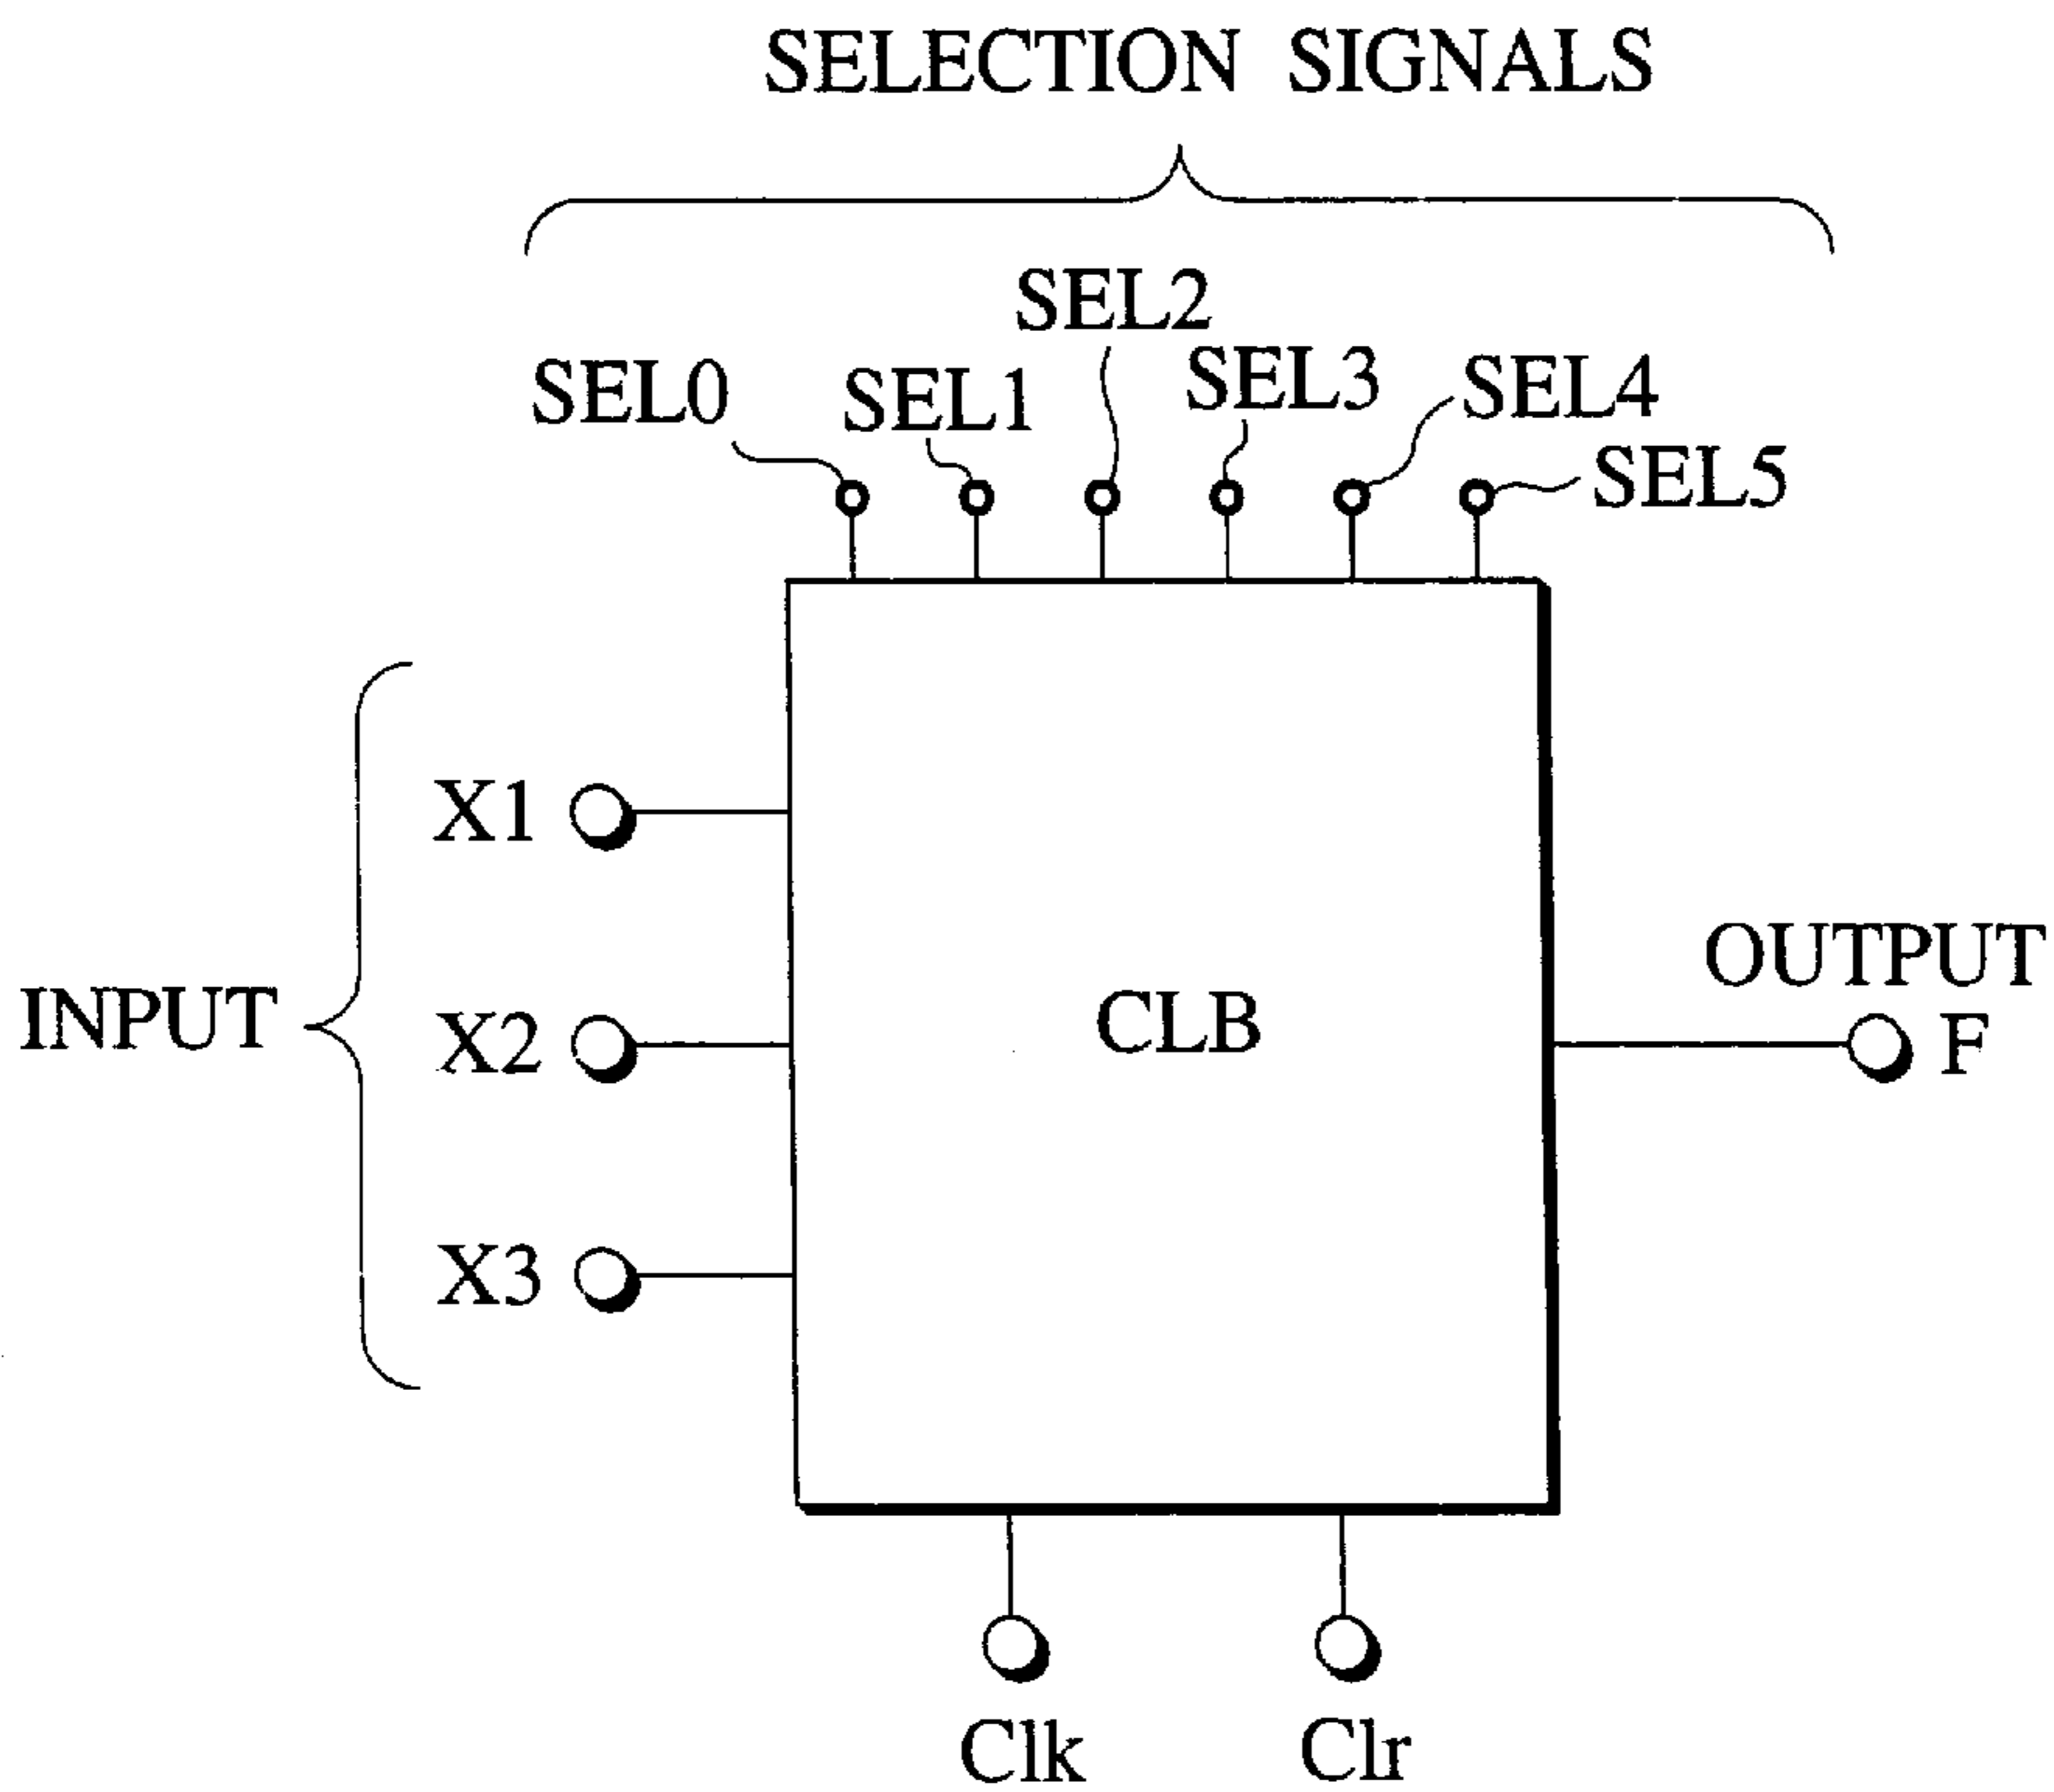 SELECTION SIGNALS
SEL2
SEL0
SEL1
SEL3
SEL4
SEL5
X1
OUTPUT
INPUT
X2
CLB
F
X3
Clk
Clr